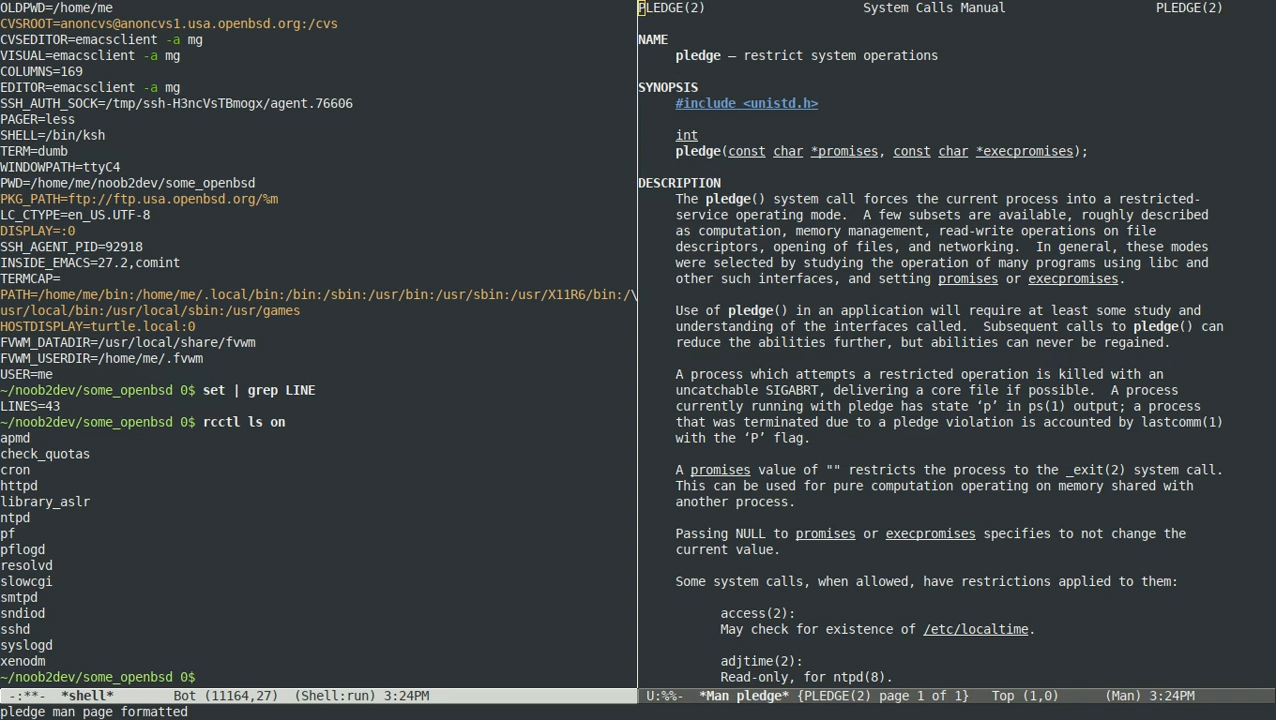 OLDPWD=/home/me
CVSROOT=anoncvs@anoncvs1.usa.openbsd.org:/cvs
CVSEDITOR=emacsclient -a mg
VISUAL=emacsclient -a mg
COLUMNS=169
EDITOR=emacsclient -a mg
SSH_AUTH_SOCK=/tmp/ssh-H3ncVsTBmogx/agent.76606
PAGER=less
SHELL=/bin/ksh
TERM=dumb
WINDOWPATH=ttyC4
PWD=/home/me/noob2dev/some_openbsd
PKG_PATH=ftp://ftp.usa.openbsd.org/%m
LC_CTYPE=en_US.UTF-8
DISPLAY=:0
SSH_AGENT_PID=92918
INSIDE_EMACS=27.2,comint
TERMCAP=
PATH=/home/me/bin:/home/me/.local/bin:/bin:/sbin:/usr/bin:/usr/sbin:/usr/X11R6/bin:/\
usr/local/bin:/usr/local/sbin:/usr/games
HOSTDISPLAY=turtle.local:0
FVWM_DATADIR=/usr/local/share/fvwm
FVWM_USERDIR=/home/me/.fvwm
USER=me
~/noob2dev/some_openbsd 0$ set | grep LINE
LINES=43
~/noob2dev/some_openbsd 0$ rcctl ls on
apmd
check_quotas
cron
httpd
library_aslr
ntpd
pf
pflogd
resolvd
slowcgi
smtpd
sndiod
sshd
syslogd
xenodm
~/noob2dev/some_openbsd 0$
-:**-  *shell*       Bot (11164,27)  (Shell:run) 3:24PM
PLEDGE(2)                     System Calls Manual                    PLEDGE(2)
NAME
pledge – restrict system operations
SYNOPSIS
#include <unistd.h>
int
pledge(const char *promises, const char *execpromises);
DESCRIPTION
The pledge() system call forces the current process into a restricted-
service operating mode.  A few subsets are available, roughly described
as computation, memory management, read-write operations on file
descriptors, opening of files, and networking.  In general, these modes
were selected by studying the operation of many programs using libc and
other such interfaces, and setting promises or execpromises.
Use of pledge() in an application will require at least some study and
understanding of the interfaces called.  Subsequent calls to pledge() can
reduce the abilities further, but abilities can never be regained.
A process which attempts a restricted operation is killed with an
uncatchable SIGABRT, delivering a core file if possible.  A process
currently running with pledge has state ‘p’ in ps(1) output; a process
that was terminated due to a pledge violation is accounted by lastcomm(1)
with the ‘P’ flag.
A promises value of "" restricts the process to the _exit(2) system call.
This can be used for pure computation operating on memory shared with
another process.
Passing NULL to promises or execpromises specifies to not change the
current value.
Some system calls, when allowed, have restrictions applied to them:
access(2):
May check for existence of /etc/localtime.
adjtime(2):
Read-only, for ntpd(8).
U:%%-  *Man pledge* {PLEDGE(2) page 1 of 1}   Top (1,0)      (Man) 3:24PM
pledge man page formatted